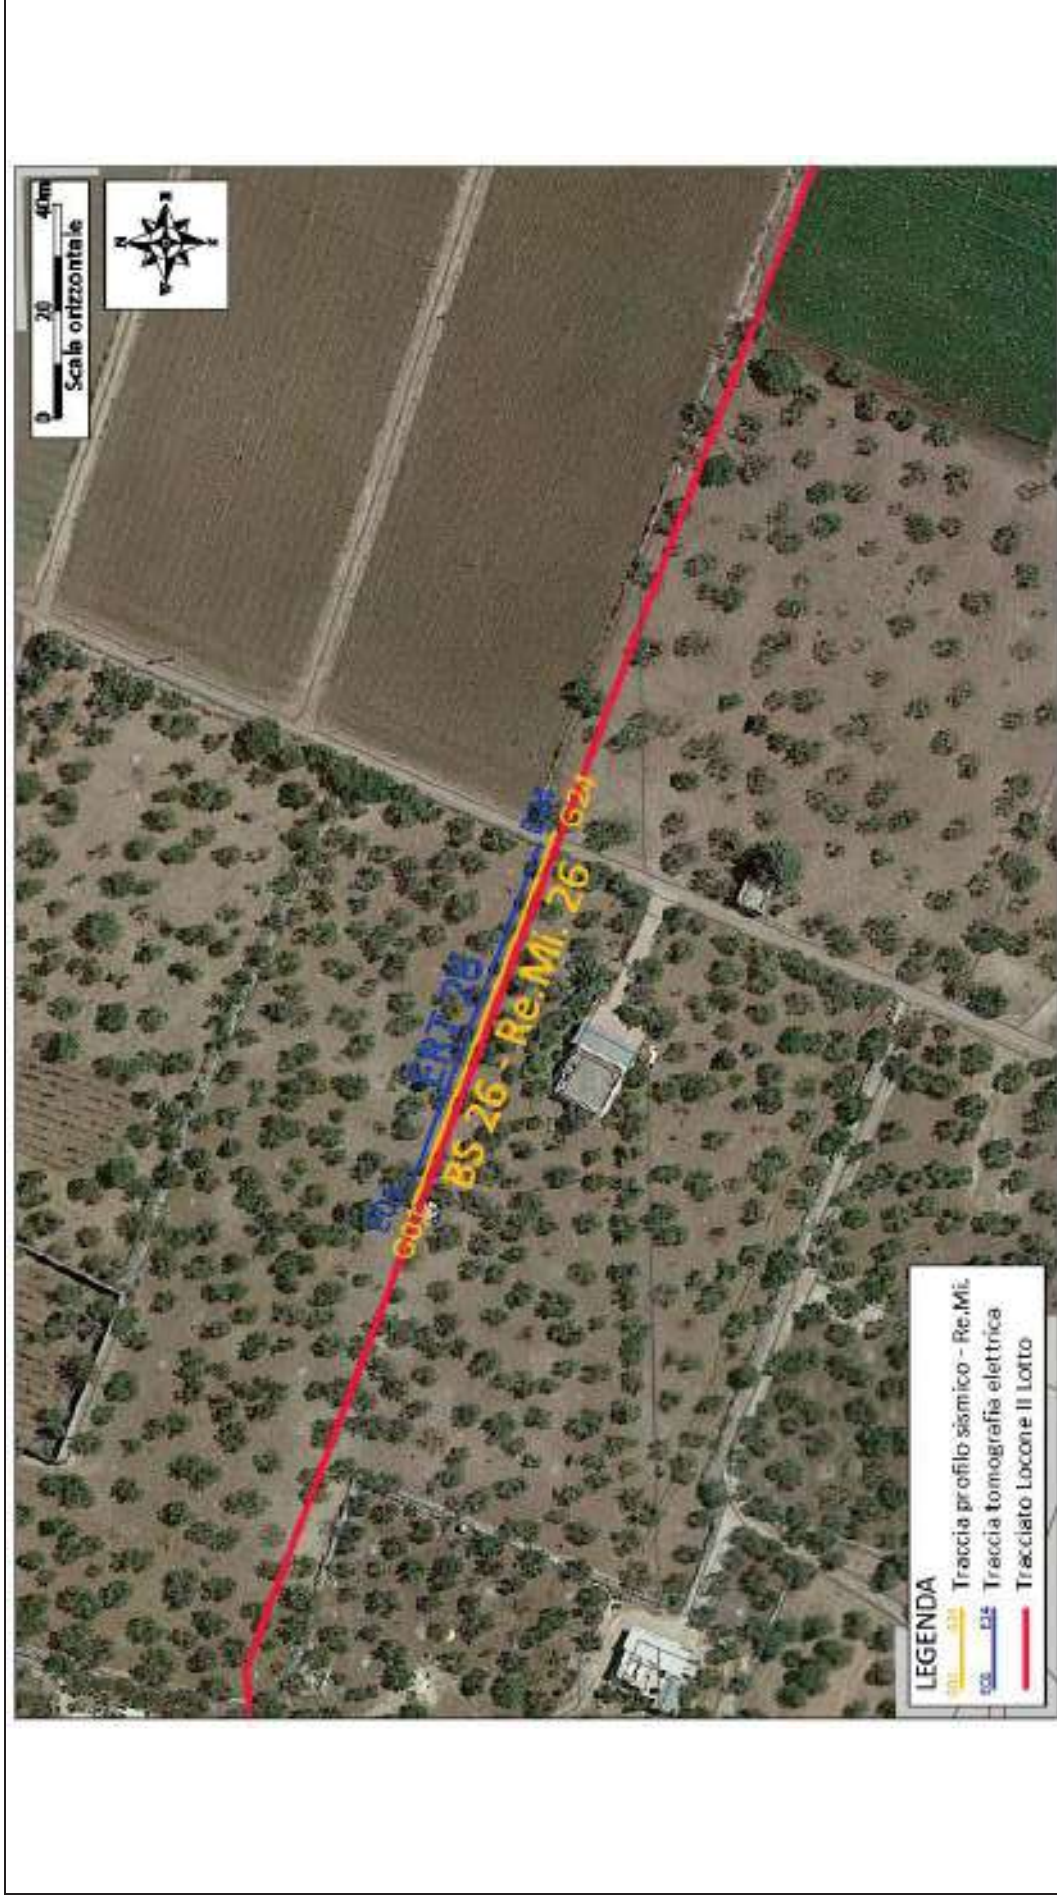 0 20 40m
Scala orizzontale
N
ERT 26
BS 26 - Re.Mi. 26
G24
LEGENDA
Traccia profilo sismico - Re.Mi.
E24
Traccia tomografia elettrica
Tracciato Locone II Lotto